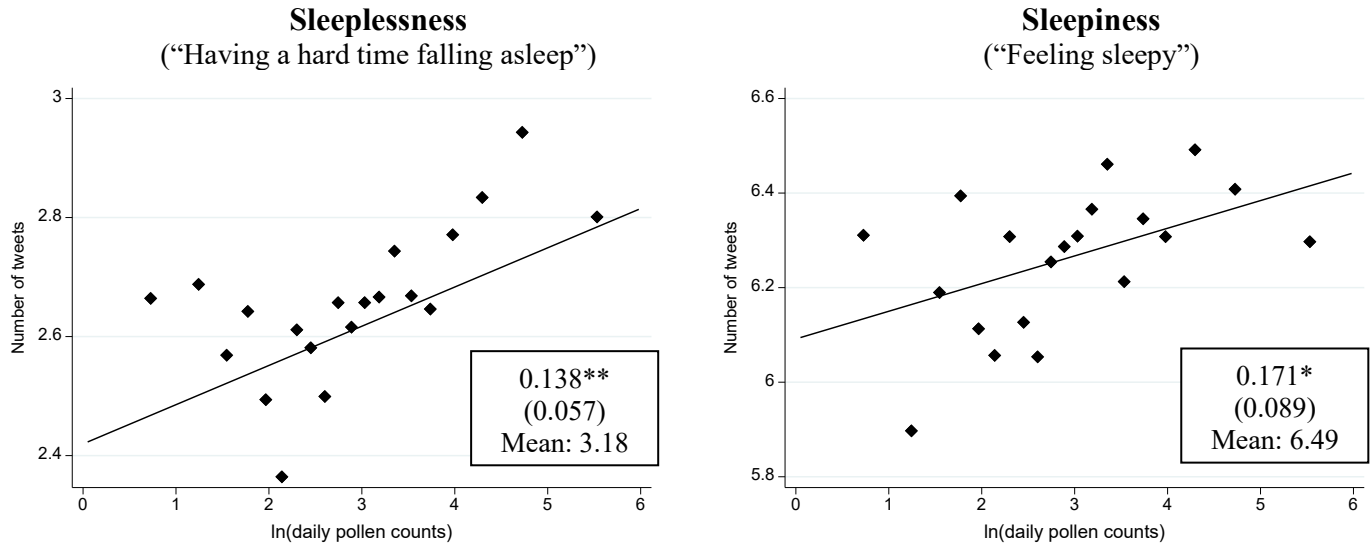 Sleeplessness
(“Having a hard time falling asleep”)
3
2.8
2.6
2.4
Number of tweets
0 1 2 3 4 5 6
ln(daily pollen counts)
0.138**
(0.057)
Mean: 3.18
Sleepiness
(“Feeling sleepy”)
6.6
6.4
6.2
6
5.8
Number of tweets
0 1 2 3 4 5 6
ln(daily pollen counts)
0.171*
(0.089)
Mean: 6.49